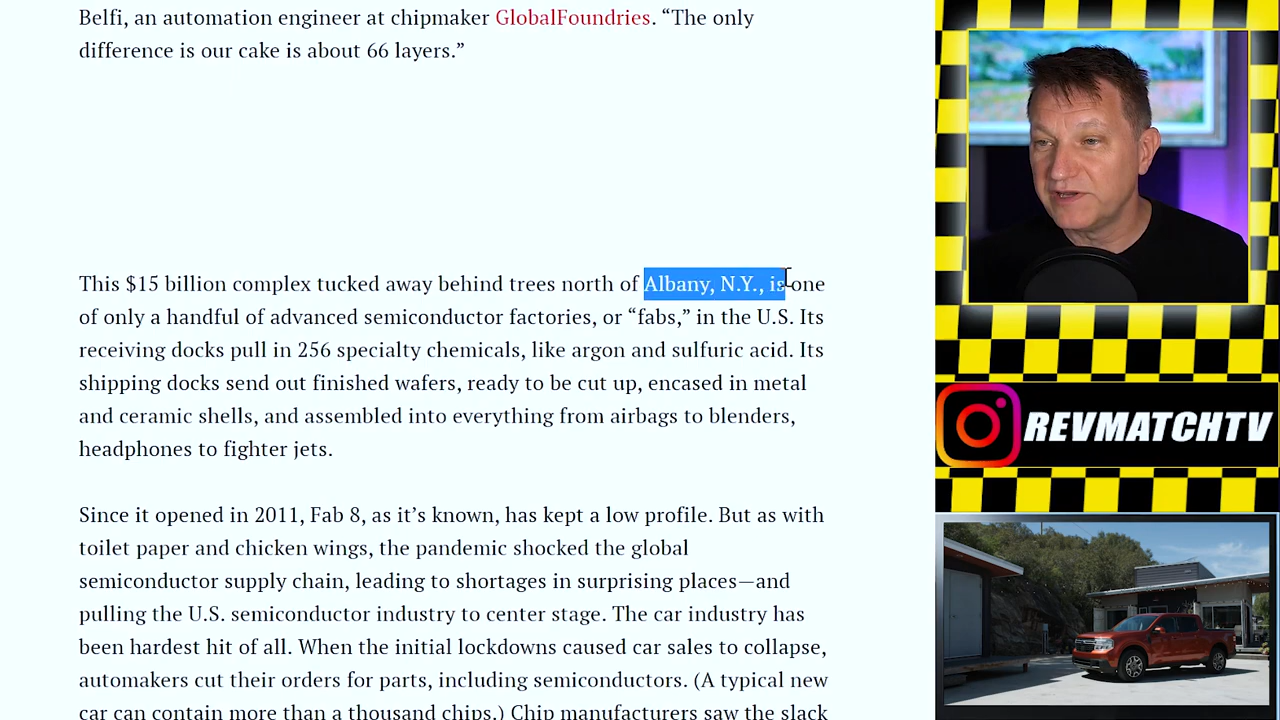 Belfi, an automation engineer at chipmaker GlobalFoundries. “The only
difference is our cake is about 66 layers.”
This $15 billion complex tucked away behind trees north of Albany, N.Y., is one
of only a handful of advanced semiconductor factories, or “fabs,” in the U.S. Its
receiving docks pull in 256 specialty chemicals, like argon and sulfuric acid. Its
shipping docks send out finished wafers, ready to be cut up, encased in metal
and ceramic shells, and assembled into everything from airbags to blenders,
headphones to fighter jets.
Since it opened in 2011, Fab 8, as it’s known, has kept a low profile. But as with
toilet paper and chicken wings, the pandemic shocked the global
semiconductor supply chain, leading to shortages in surprising places—and
pulling the U.S. semiconductor industry to center stage. The car industry has
been hardest hit of all. When the initial lockdowns caused car sales to collapse,
automakers cut their orders for parts, including semiconductors. (A typical new
car can contain more than a thousand chips.) Chip manufacturers saw the slack
REVMATCHTV